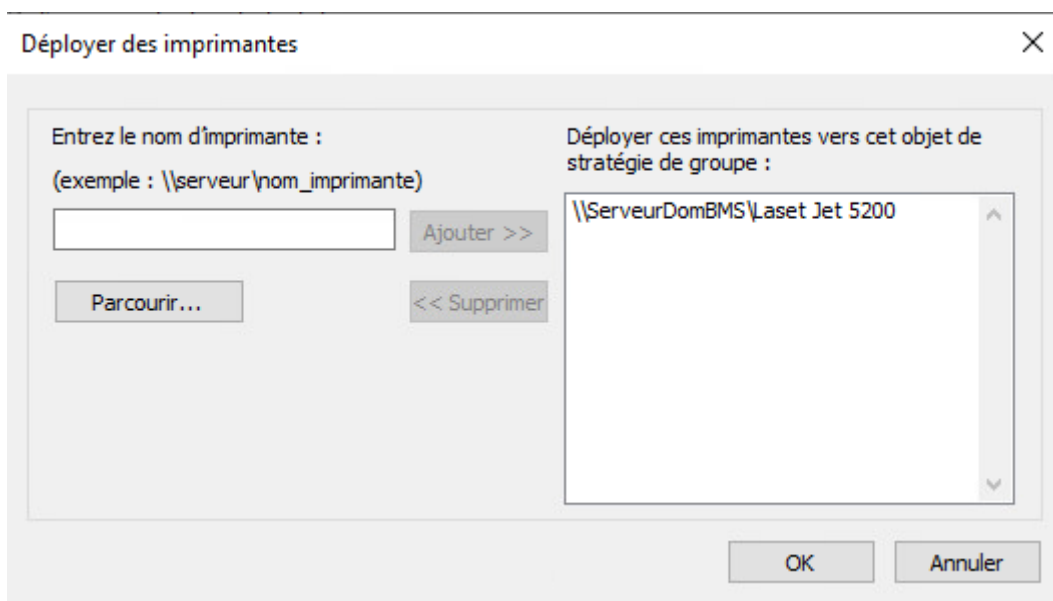 Déployer des imprimantes
Entrez le nom d'imprimante :
(exemple : \\serveur\nom_imprimante)
Ajouter >>
Parcourir...
<< Supprimer
Déployer ces imprimantes vers cet objet de
stratégie de groupe :
\\ServeurDomBMS\Laset Jet 5200
OK
Annuler